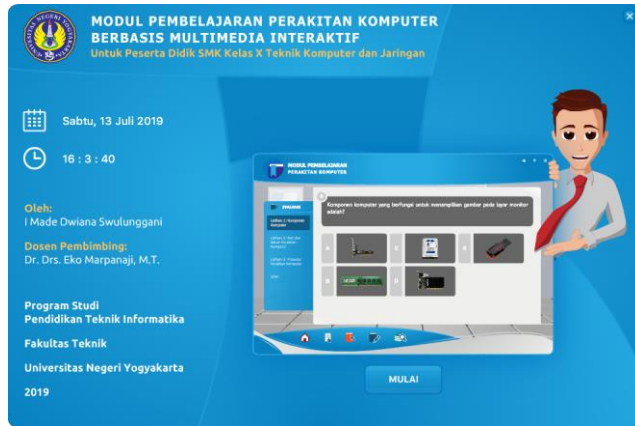 MODUL PEMBELAJARAN PERAKITAN KOMPUTER
BERBASIS MULTIMEDIA INTERAKTIF
Untuk Peserta Didik SMK Kelas X Teknik Komputer dan Jaringan
Sabtu, 13 Juli 2019
16 : 3 : 40
Oleh:
I Made Dwiana Swulunggani
Dosen Pembimbing:
Dr. Drs. Eko Marpanaji, M.T.
Program Studi
Pendidikan Teknik Informatika
Fakultas Teknik
Universitas Negeri Yogyakarta
2019
MODUL PEMBELAJARAN
PERAKITAN KOMPUTER
EVALUASI
Komponen komputer yang berfungsi untuk menampilkan gambar pada layar monitor
adalah?
MULAI